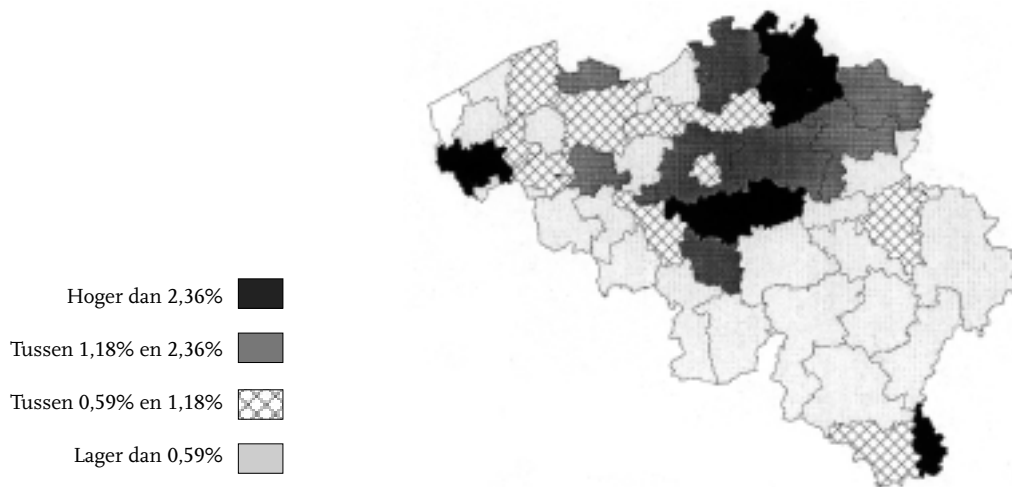 Hoger dan 2,36%
Tussen 1,18% en 2,36%
Tussen 0,59% en 1,18%
Lager dan 0,59%